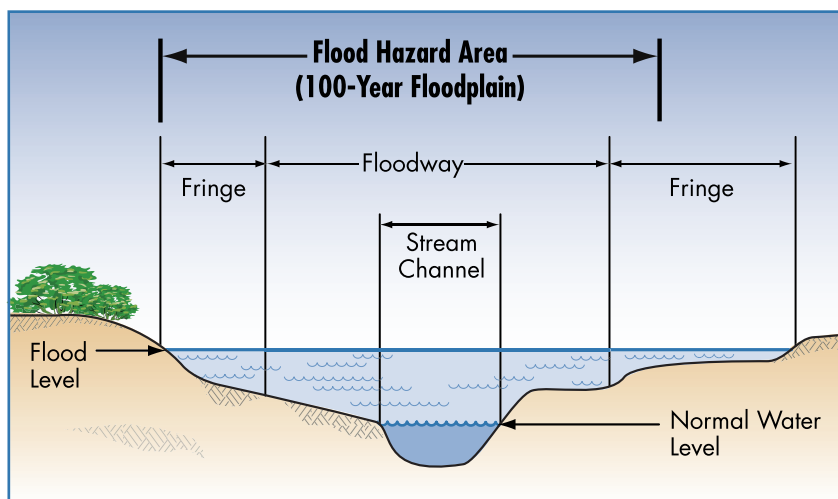 Flood Hazard Area
(100-Year Floodplain)
Floodway
Fringe
Fringe
Stream
Channel
Flood
Level
Normal Water
Level